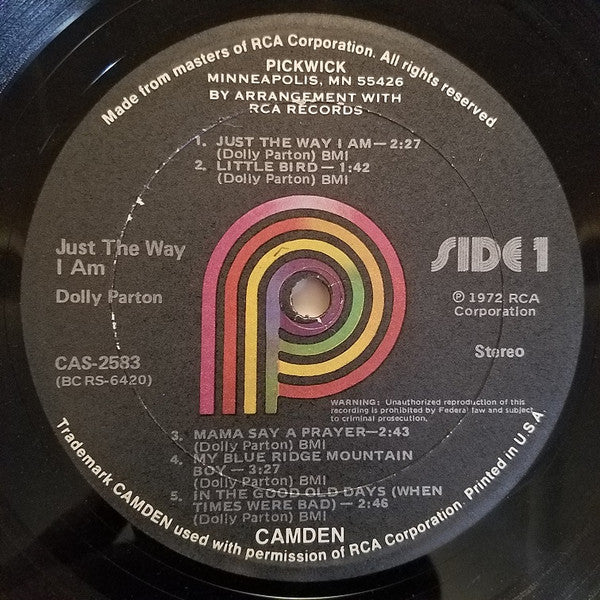 Made from masters of RCA Corporation. All rights reserved
PICKWICK
MINNEAPOLIS, MN 55426
BY ARRANGEMENT WITH
RCA RECORDS
1. JUST THE WAY I AM—2:27
(Dolly Parton) BMI
2. LITTLE BIRD—1:42
(Dolly Parton) BMI
Just The Way
I Am
Dolly Parton
CAS-2583
(BCRS-6420)
SIDE 1
℗ 1972 RCA
Corporation
Stereo
WARNING: Unauthorized reproduction of this
recording is prohibited by Federal law and subject
to criminal prosecution.
3. MAMA SAY A PRAYER—2:43
(Dolly Parton) BMI
4. MY BLUE RIDGE MOUNTAIN
BOY—3:27
(Dolly Parton) BMI
5. IN THE GOOD OLD DAYS (WHEN
TIMES WERE BAD)—2:46
(Dolly Parton) BMI
CAMDEN
Trademark CAMDEN used with permission of RCA Corporation. Printed in U.S.A.